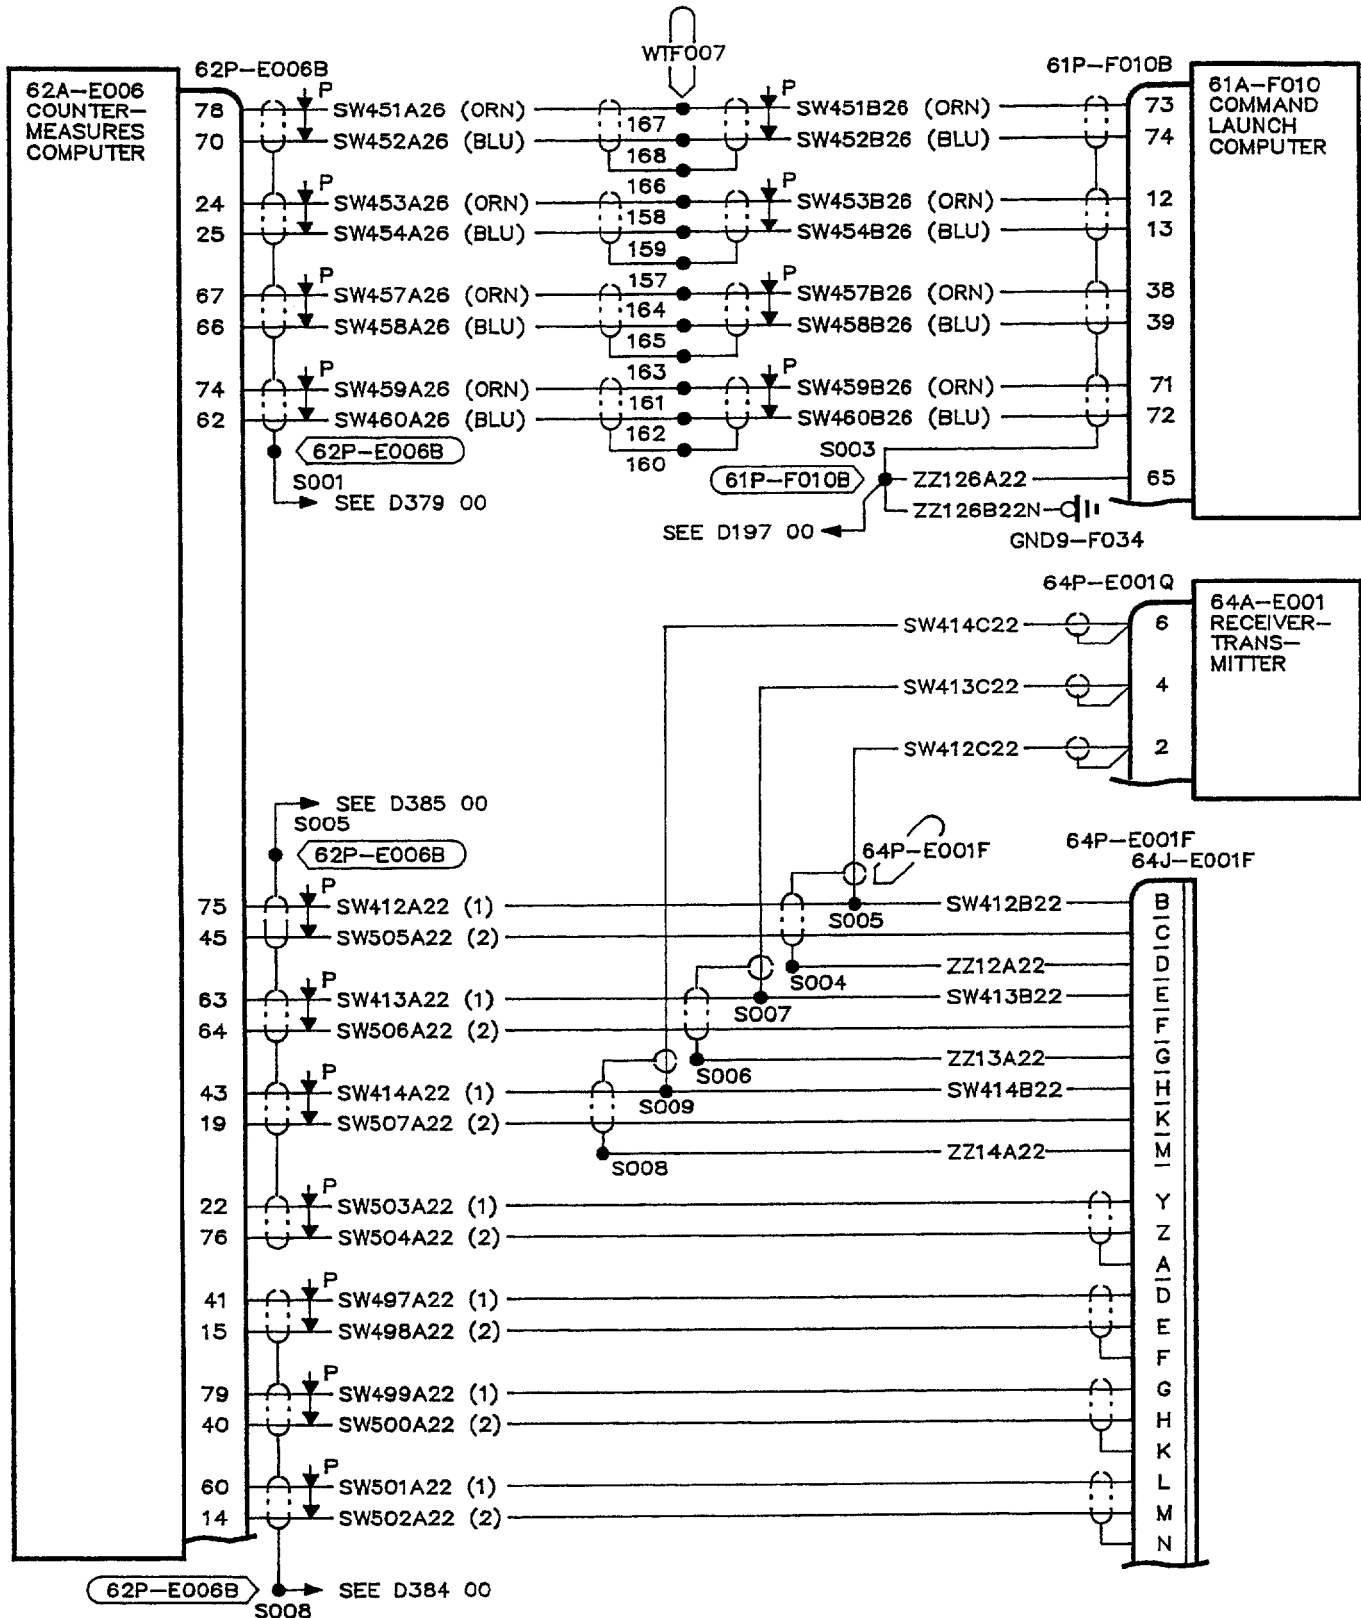 WTF007
62P-E006B
61P-F010B
62A-E006
COUNTER-
MEASURES
COMPUTER
61A-F010
COMMAND
LAUNCH
COMPUTER
78 P SW451A26 (ORN) 167 P SW451B26 (ORN) 73
70 SW452A26 (BLU) 168 SW452B26 (BLU) 74
166
24 P SW453A26 (ORN) 158 P SW453B26 (ORN) 12
25 SW454A26 (BLU) 159 SW454B26 (BLU) 13
157
67 P SW457A26 (ORN) 164 P SW457B26 (ORN) 38
66 SW458A26 (BLU) 165 SW458B26 (BLU) 39
163
74 P SW459A26 (ORN) 161 P SW459B26 (ORN) 71
62 SW460A26 (BLU) 162 SW460B26 (BLU) 72
160
62P-E006B
S001
SEE D379 00
S003
61P-F010B ZZ126A22 65
ZZ126B22N
SEE D197 00
GND9-F034
64P-E001Q
64A-E001
RECEIVER-
TRANS-
MITTER
SW414C22 6
SW413C22 4
SW412C22 2
SEE D385 00
S005
62P-E006B
64P-E001F
64P-E001F
64J-E001F
75 P SW412A22 (1) S005 SW412B22 B
45 SW505A22 (2) C
S004 ZZ12A22 D
63 P SW413A22 (1) S007 SW413B22 E
64 SW506A22 (2) F
S006 ZZ13A22 G
43 P SW414A22 (1) S009 SW414B22 H
19 SW507A22 (2) K
S008 ZZ14A22 M
22 P SW503A22 (1) Y
76 SW504A22 (2) Z
A
41 P SW497A22 (1) D
15 SW498A22 (2) E
F
79 P SW499A22 (1) G
40 SW500A22 (2) H
K
60 P SW501A22 (1) L
14 SW502A22 (2) M
N
62P-E006B SEE D384 00
S008